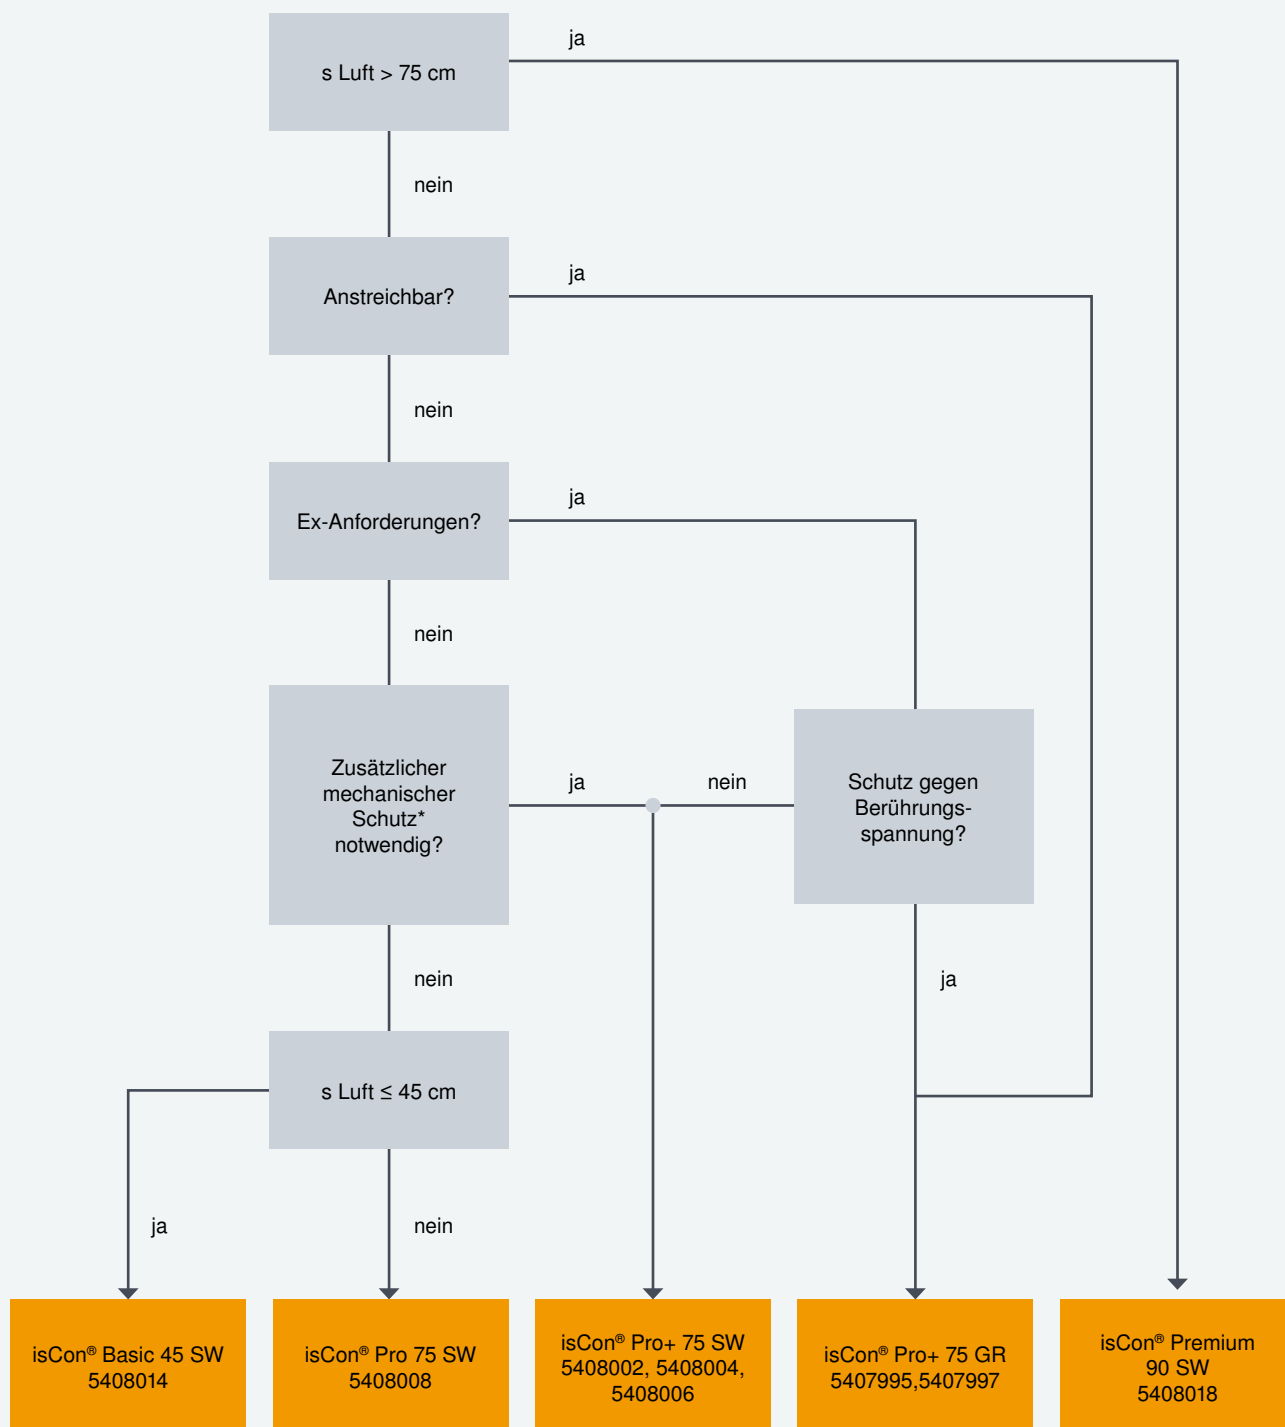 ja
s Luft > 75 cm
nein
ja
Anstreichbar?
nein
ja
Ex-Anforderungen?
nein
Zusätzlicher
mechanischer
Schutz*
notwendig?
ja
nein
Schutz gegen
Berührungs-
spannung?
nein
ja
s Luft ≤ 45 cm
ja
nein
isCon® Basic 45 SW
5408014
isCon® Pro 75 SW
5408008
isCon® Pro+ 75 SW
5408002, 5408004,
5408006
isCon® Pro+ 75 GR
5407995,5407997
isCon® Premium
90 SW
5408018